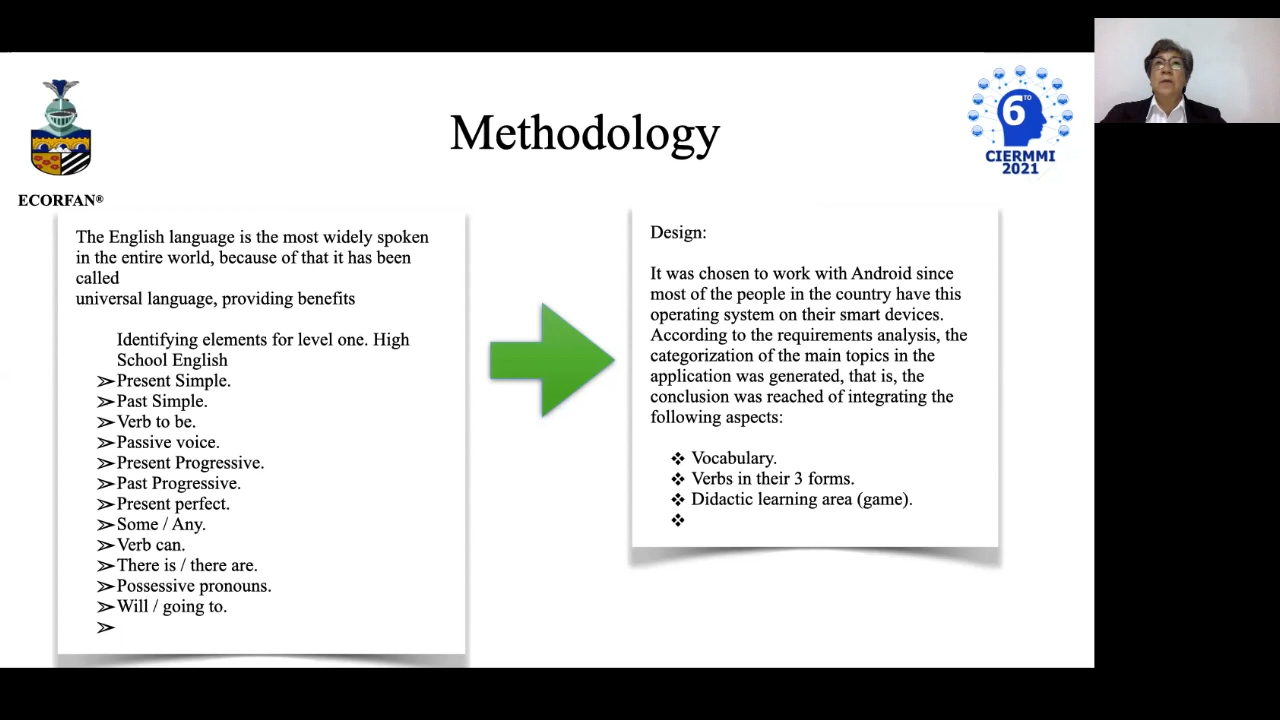 Methodology
ECORFAN®
6TO
CIERMMI
2021
The English language is the most widely spoken
in the entire world, because of that it has been
called
universal language, providing benefits
Identifying elements for level one. High
School English
Present Simple.
Past Simple.
Verb to be.
Passive voice.
Present Progressive.
Past Progressive.
Present perfect.
Some / Any.
Verb can.
There is / there are.
Possessive pronouns.
Will / going to.
Design:
It was chosen to work with Android since
most of the people in the country have this
operating system on their smart devices.
According to the requirements analysis, the
categorization of the main topics in the
application was generated, that is, the
conclusion was reached of integrating the
following aspects:
Vocabulary.
Verbs in their 3 forms.
Didactic learning area (game).